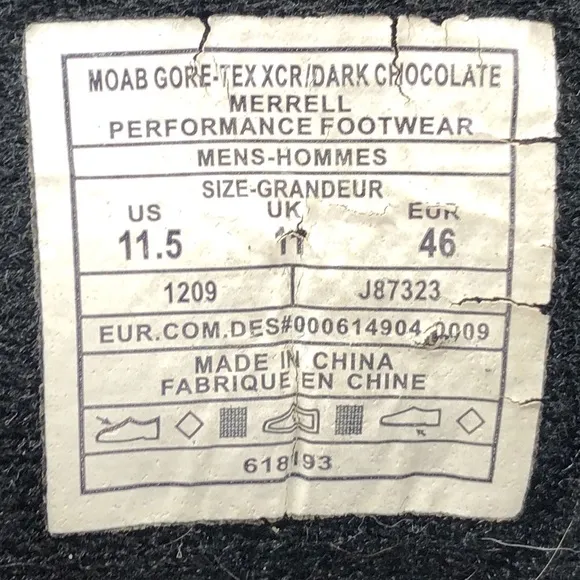 MOAB GORE-TEX XCR/DARK CHOCOLATE
MERRELL
PERFORMANCE FOOTWEAR
MENS-HOMMES
SIZE-GRANDEUR
US UK EUR
11.5 11 46
1209 J87323
EUR.COM.DES#000614904-0009
MADE IN CHINA
FABRIQUE EN CHINE